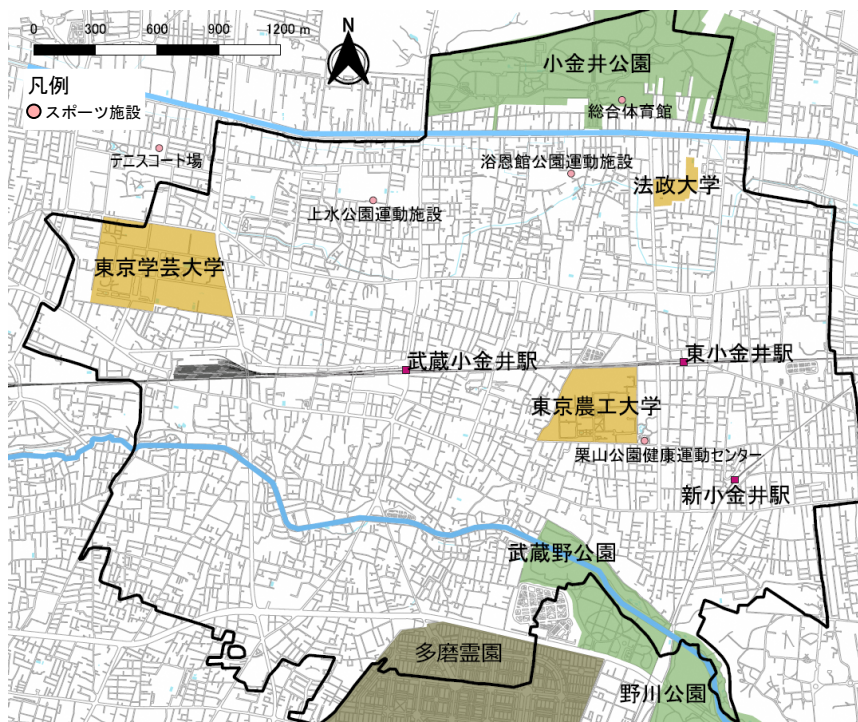 0 300 600 900 1200 m
N
凡例
スポーツ施設
小金井公園
総合体育館
テニスコート場
浴恩館公園運動施設
法政大学
上水公園運動施設
東京学芸大学
武蔵小金井駅
東小金井駅
東京農工大学
栗山公園健康運動センター
新小金井駅
武蔵野公園
多磨霊園
野川公園